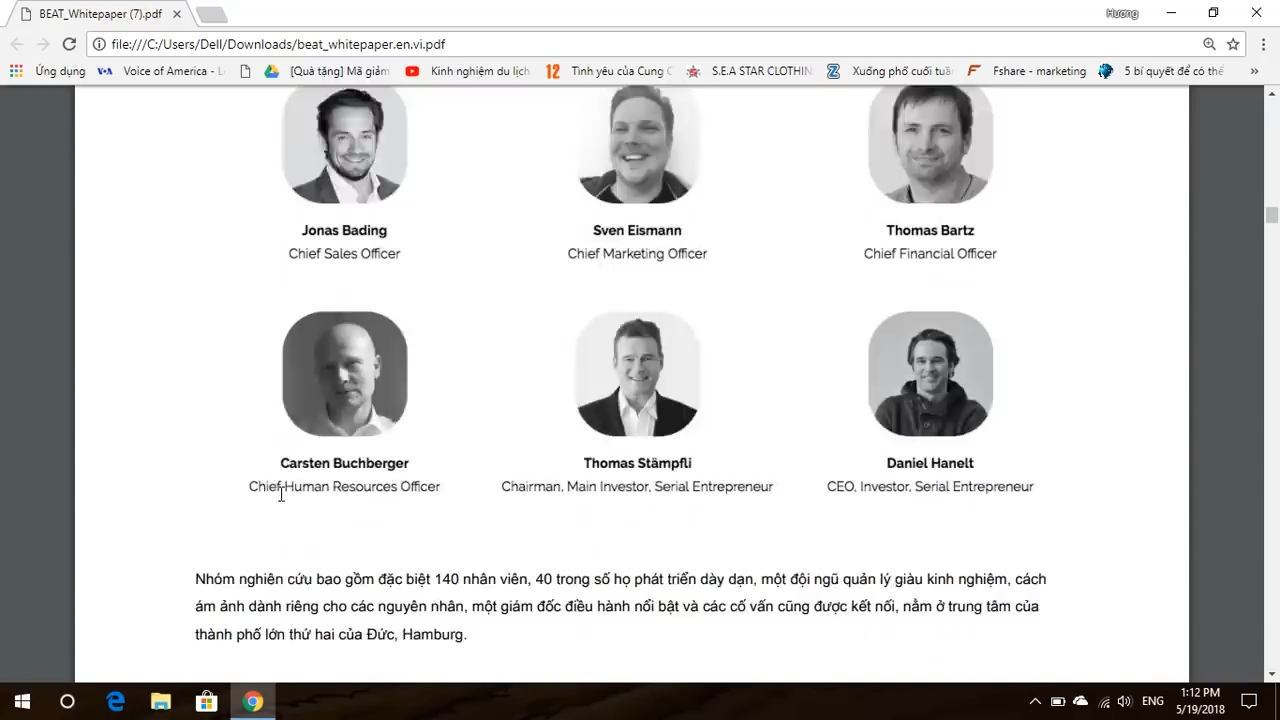 BEAT_Whitepaper (7).pdf
Hương
file:///C:/Users/Dell/Downloads/beat_whitepaper.en.vi.pdf
Ứng dụng
Voice of America - L
[Quà tặng] Mã giảm
Kinh nghiệm du lịch
12
Tình yêu của Cung C
S.E.A STAR CLOTHIN
Xuống phố cuối tuần
Fshare - marketing
5 bí quyết để có thể
»
Jonas Bading
Chief Sales Officer
Sven Eismann
Chief Marketing Officer
Thomas Bartz
Chief Financial Officer
Carsten Buchberger
Chief Human Resources Officer
Thomas Stämpfli
Chairman, Main Investor, Serial Entrepreneur
Daniel Hanelt
CEO, Investor, Serial Entrepreneur
Nhóm nghiên cứu bao gồm đặc biệt 140 nhân viên, 40 trong số họ phát triển dày dạn, một đội ngũ quản lý giàu kinh nghiệm, cách
ám ảnh dành riêng cho các nguyên nhân, một giám đốc điều hành nổi bật và các cố vấn cũng được kết nối, nằm ở trung tâm của
thành phố lớn thứ hai của Đức, Hamburg.
ENG
1:12 PM
5/19/2018